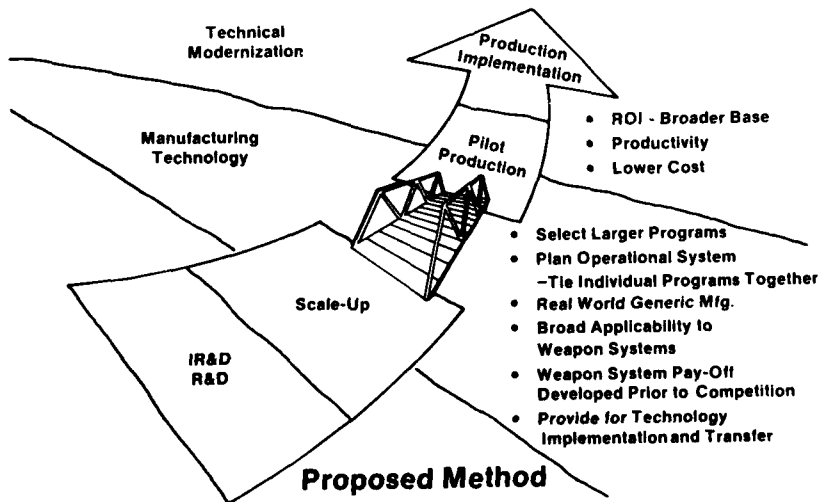 Technical
Modernization
Production
Implementation
Manufacturing
Technology
Pilot
Production
• ROI - Broader Base
• Productivity
• Lower Cost
Scale-Up
IR&D
R&D
• Select Larger Programs
• Plan Operational System
–Tie Individual Programs Together
• Real World Generic Mfg.
• Broad Applicability to
Weapon Systems
• Weapon System Pay-Off
Developed Prior to Competition
• Provide for Technology
Implementation and Transfer
Proposed Method